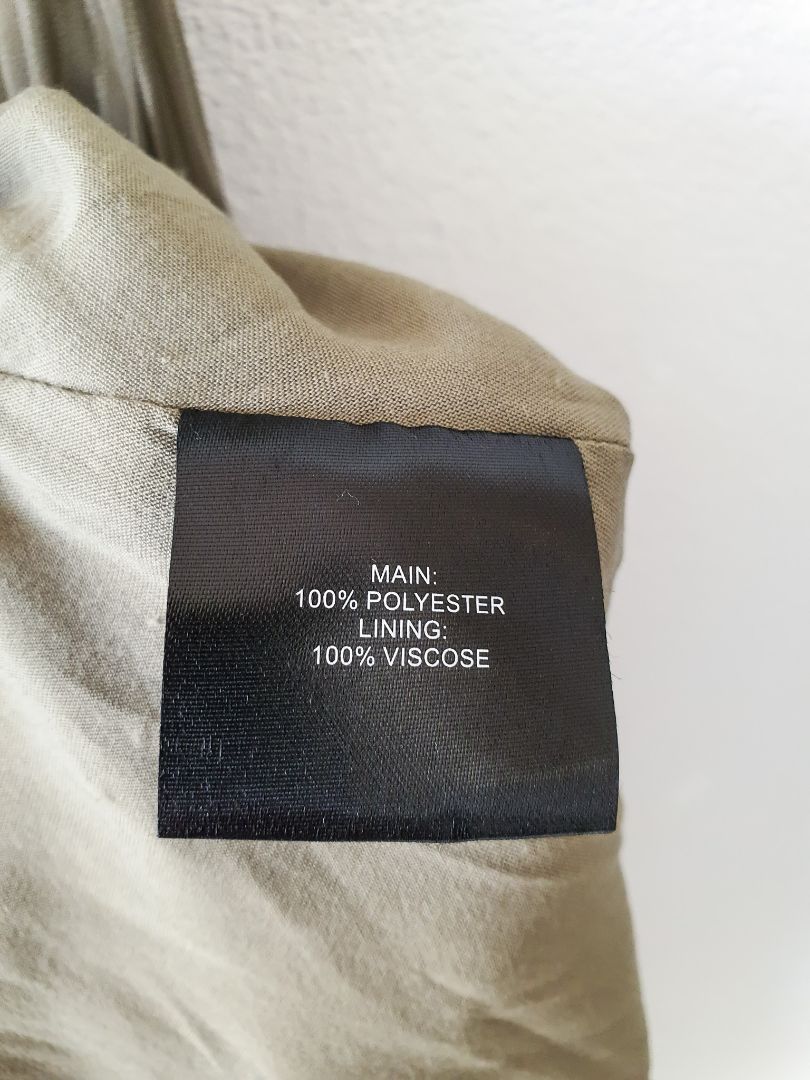 MAIN:
100% POLYESTER
LINING:
100% VISCOSE